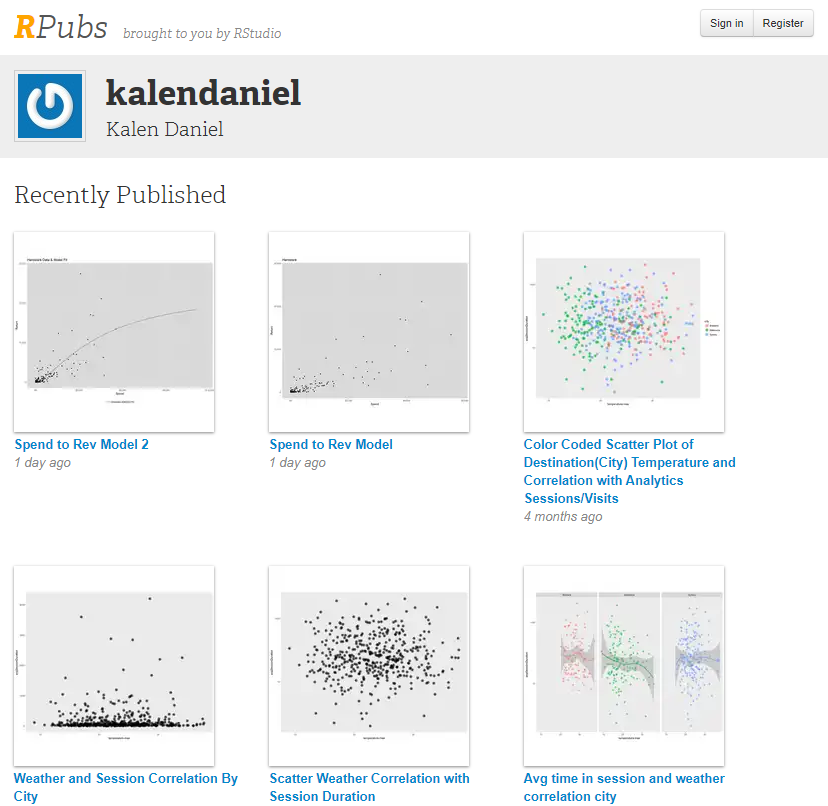 RPubs brought to you by RStudio
Sign in Register
kalendaniel
Kalen Daniel
Recently Published
Spend to Rev Model 2
1 day ago
Spend to Rev Model
1 day ago
Color Coded Scatter Plot of
Destination(City) Temperature and
Correlation with Analytics
Sessions/Visits
4 months ago
Weather and Session Correlation By
City
Scatter Weather Correlation with
Session Duration
Avg time in session and weather
correlation city